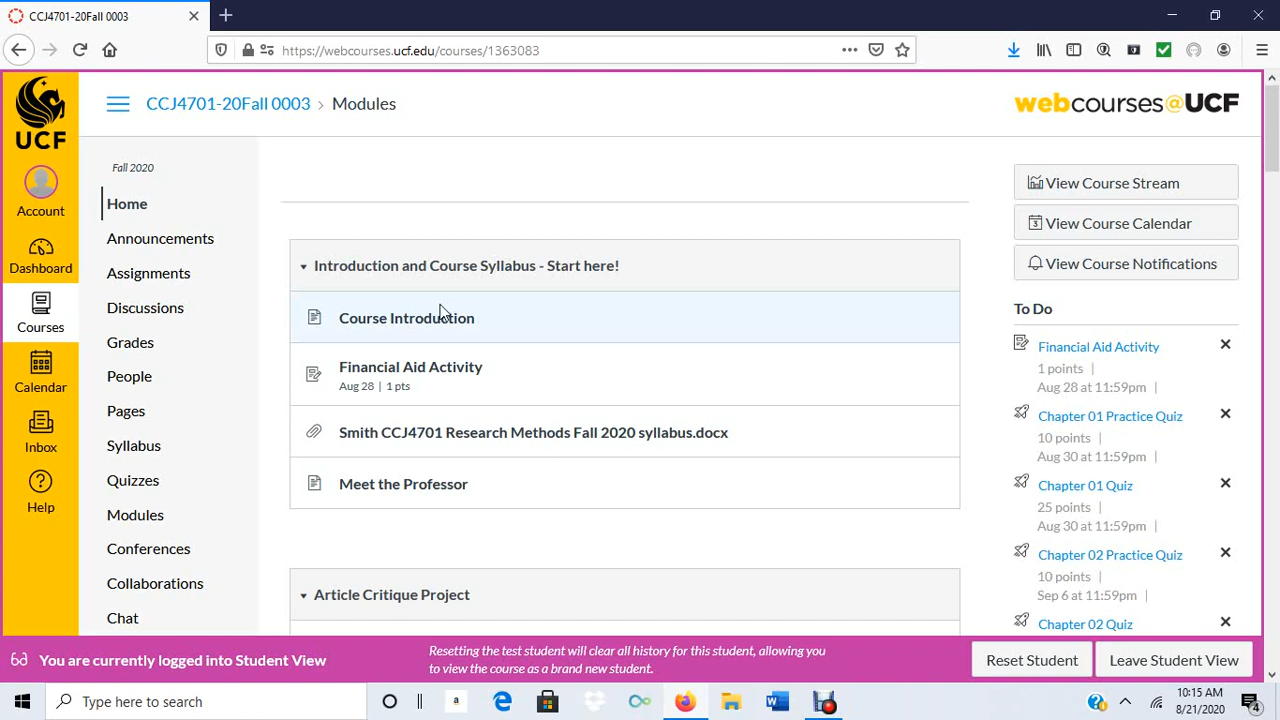 CCJ4701-20Fall 0003
https://webcourses.ucf.edu/courses/1363083
UCF
Account
Dashboard
Courses
Calendar
Inbox
Help
CCJ4701-20Fall 0003 › Modules
webcourses@UCF
Fall 2020
Home
Announcements
Assignments
Discussions
Grades
People
Pages
Syllabus
Quizzes
Modules
Conferences
Collaborations
Chat
Introduction and Course Syllabus - Start here!
Course Introduction
Financial Aid Activity
Aug 28 | 1 pts
Smith CCJ4701 Research Methods Fall 2020 syllabus.docx
Meet the Professor
Article Critique Project
View Course Stream
View Course Calendar
View Course Notifications
To Do
Financial Aid Activity
1 points |
Aug 28 at 11:59pm |
Chapter 01 Practice Quiz
10 points |
Aug 30 at 11:59pm |
Chapter 01 Quiz
25 points |
Aug 30 at 11:59pm |
Chapter 02 Practice Quiz
10 points |
Sep 6 at 11:59pm |
Chapter 02 Quiz
You are currently logged into Student View
Resetting the test student will clear all history for this student, allowing you
to view the course as a brand new student.
Reset Student
Leave Student View
Type here to search
10:15 AM
8/21/2020
4